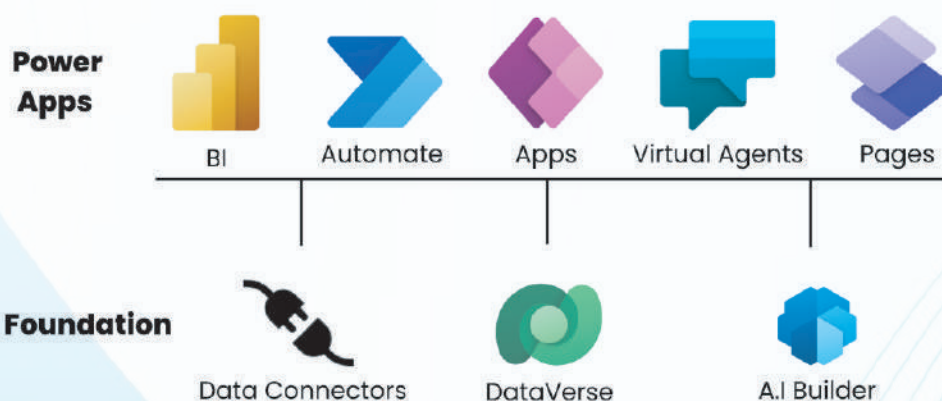 Power
Apps
BI
Automate
Apps
Virtual Agents
Pages
Foundation
Data Connectors
DataVerse
A.I Builder